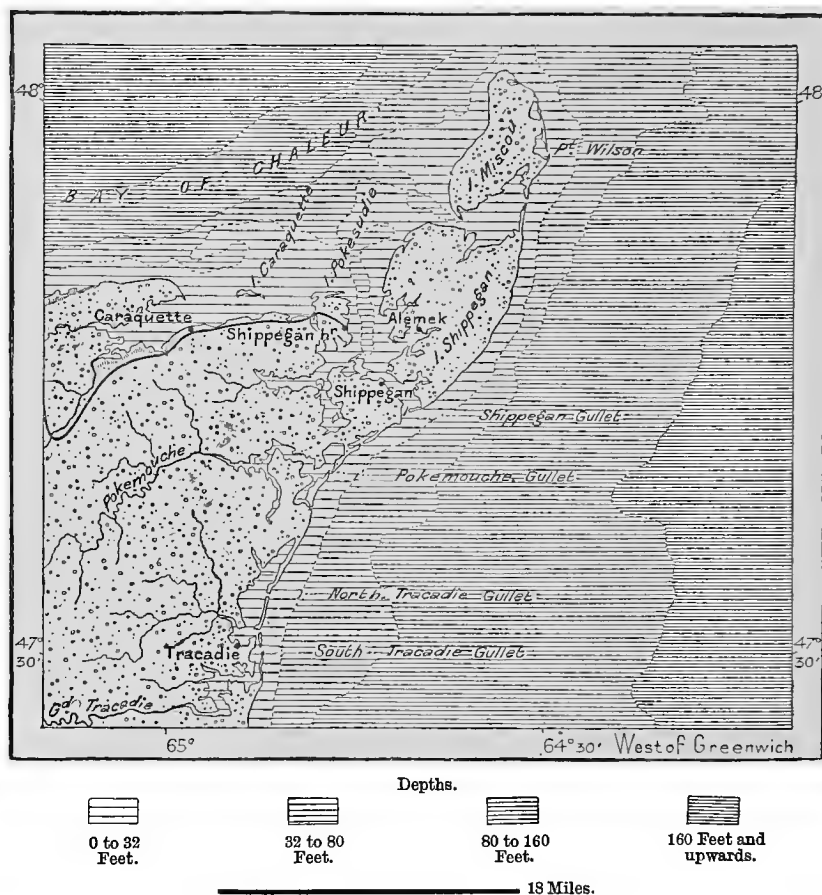 48°
48°
BAY OF CHALEUR
I. Miscou
Pt. Wilson
I. Caraquette
I. Pokesudie
Caraquette
Shippegan h.
Alemek
I. Shippegan
Shippegan
Shippegan Gullet
Pokemouche
Pokemouche Gullet
North Tracadie Gullet
47°
30'
47°
30'
Tracadie
South Tracadie Gullet
Gd. Tracadie
65°
64°30' West of Greenwich
Depths.
0 to 32
Feet.
32 to 80
Feet.
80 to 160
Feet.
160 Feet and
upwards.
18 Miles.